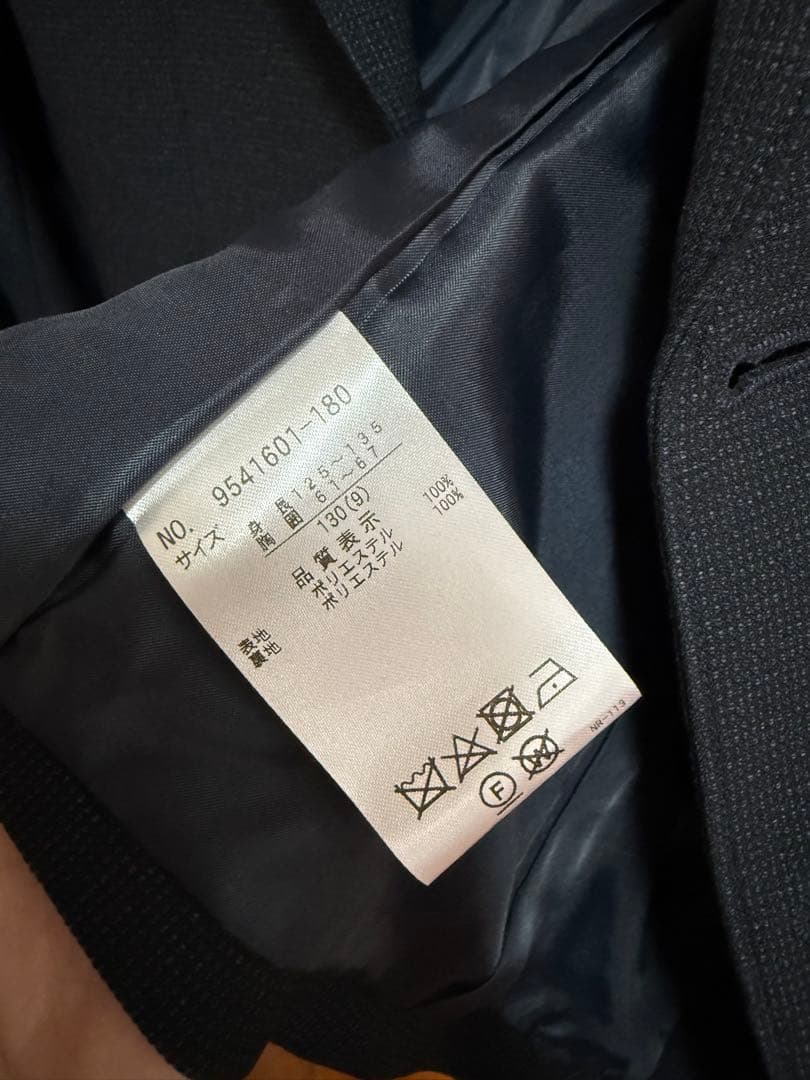 NO. 9541601-180
サイズ 身長 125～135
胸囲 61～67
130(9)
品質表示
表地 ポリエステル 100%
裏地 ポリエステル 100%
F
W
NR-113